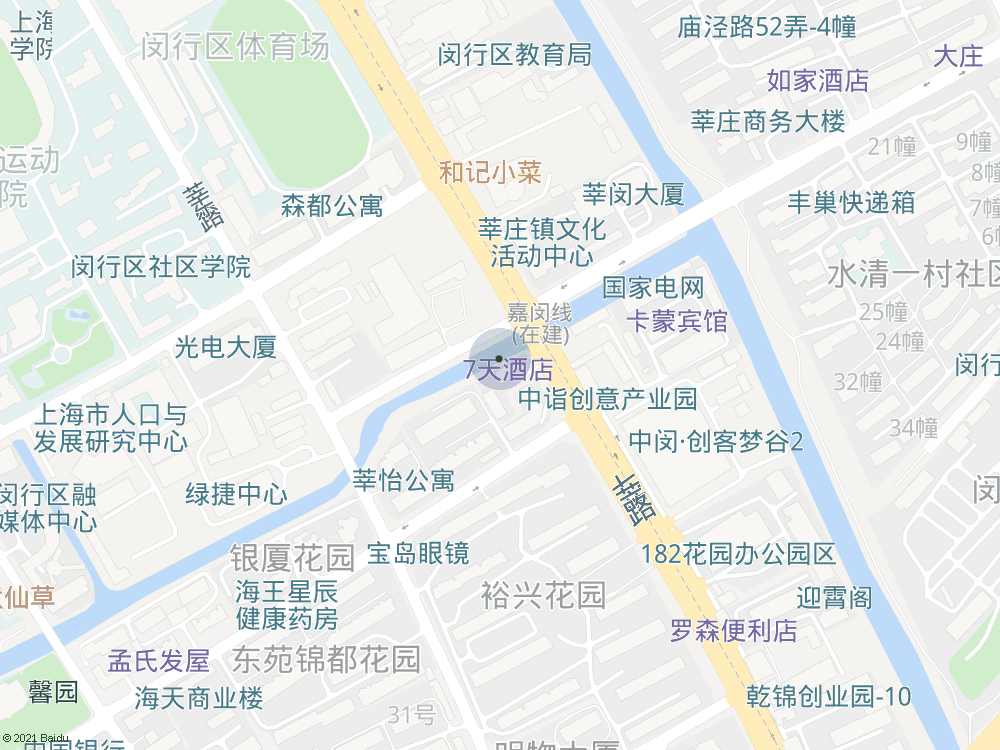 上海
学院
闵行区体育场
闵行区教育局
庙泾路52弄-4幢
大庄
如家酒店
莘庄商务大楼
21幢
9幢
8幢
7幢
运动
院
和记小菜
莘闵大厦
森都公寓
莘庄镇文化
活动中心
丰巢快递箱
闵行区社区学院
国家电网
水清一村社区
嘉闵线
(在建)
卡蒙宾馆
25幢
24幢
光电大厦
7天酒店
闵行
32幢
中诣创意产业园
34幢
上海市人口与
发展研究中心
中闵·创客梦谷2
莘怡公寓
绿捷中心
闵行区融
媒体中心
闵
银厦花园
宝岛眼镜
182花园办公园区
仙草
海王星辰
健康药房
裕兴花园
迎霄阁
罗森便利店
孟氏发屋
东苑锦都花园
馨园
海天商业楼
31号
乾锦创业园-10
© 2021 Baidu